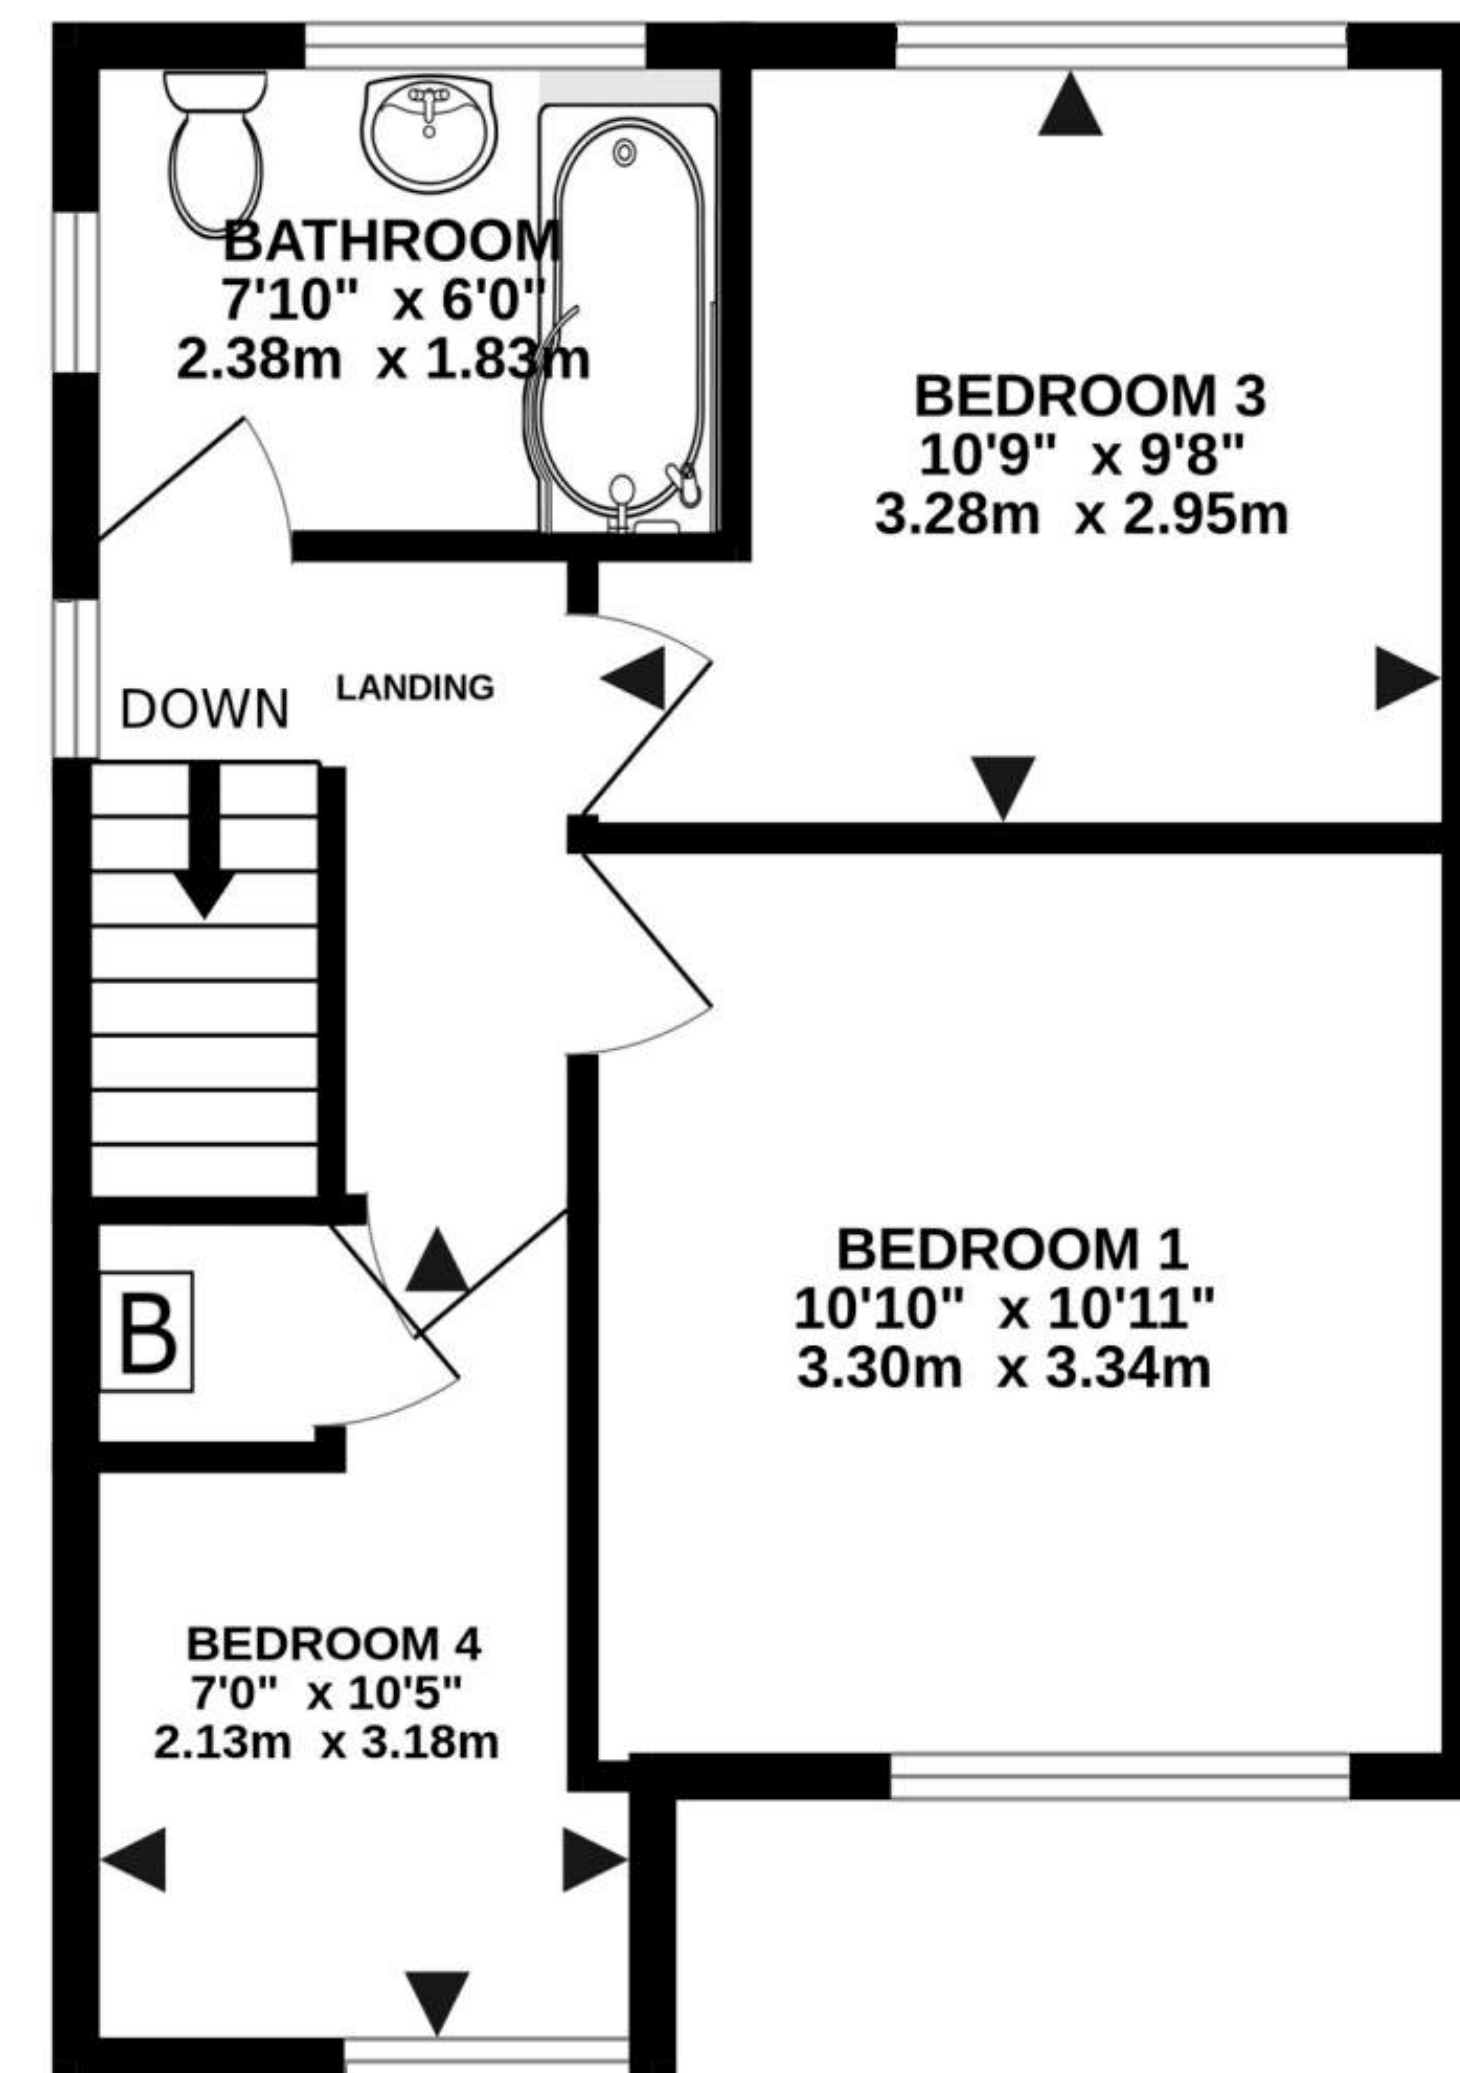 BATHROOM
7'10" x 6'0"
2.38m x 1.83m
BEDROOM 3
10'9" x 9'8"
3.28m x 2.95m
DOWN
LANDING
BEDROOM 1
10'10" x 10'11"
3.30m x 3.34m
B
BEDROOM 4
7'0" x 10'5"
2.13m x 3.18m